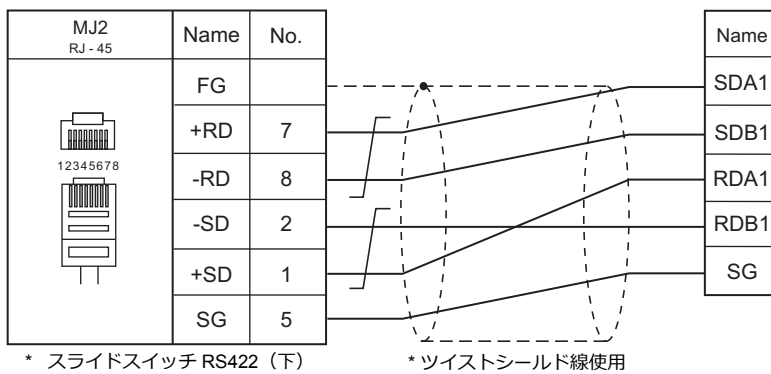 MJ2 Name No. Name
RJ - 45
FG SDA1
+RD 7 SDB1
12345678
-RD 8 RDA1
-SD 2 RDB1
+SD 1 SG
SG 5
* スライドスイッチ RS422（下） * ツイストシールド線使用